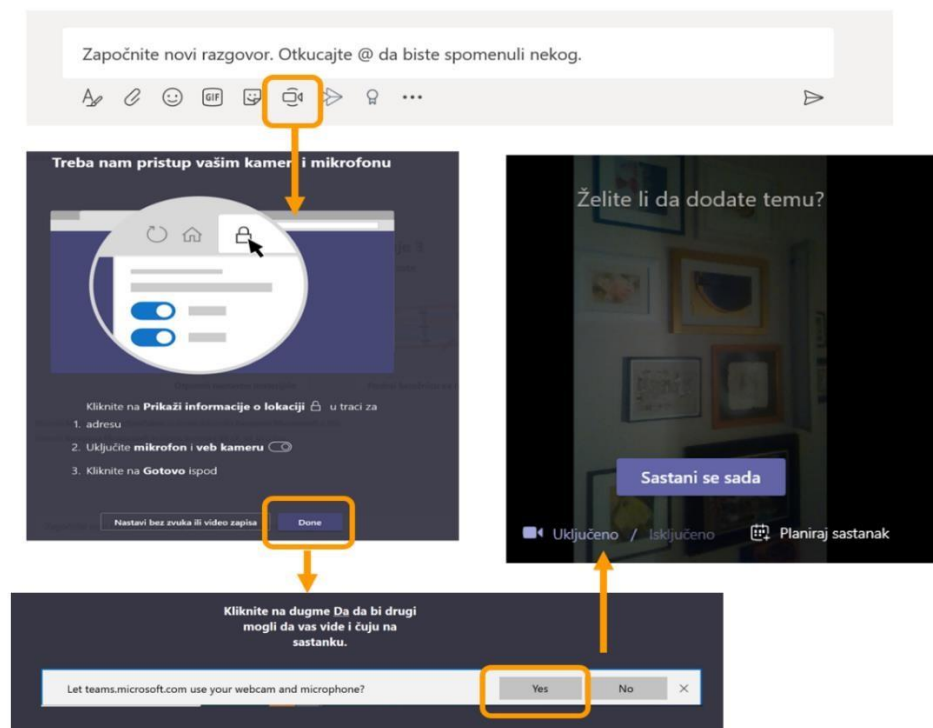 Započnite novi razgovor. Otkucajte @ da biste spomenuli nekog.
GIF
Treba nam pristup vašim kameri i mikrofonu
Kliknite na Prikaži informacije o lokaciji u traci za
1. adresu
2. Uključite mikrofon i veb kameru
3. Kliknite na Gotovo ispod
Nastavi bez zvuka ili video zapisa
Done
Želite li da dodate temu?
Sastani se sada
Uključeno / Isključeno
Planiraj sastanak
Kliknite na dugme Da da bi drugi
mogli da vas vide i čuju na
sastanku.
Let teams.microsoft.com use your webcam and microphone?
Yes
No